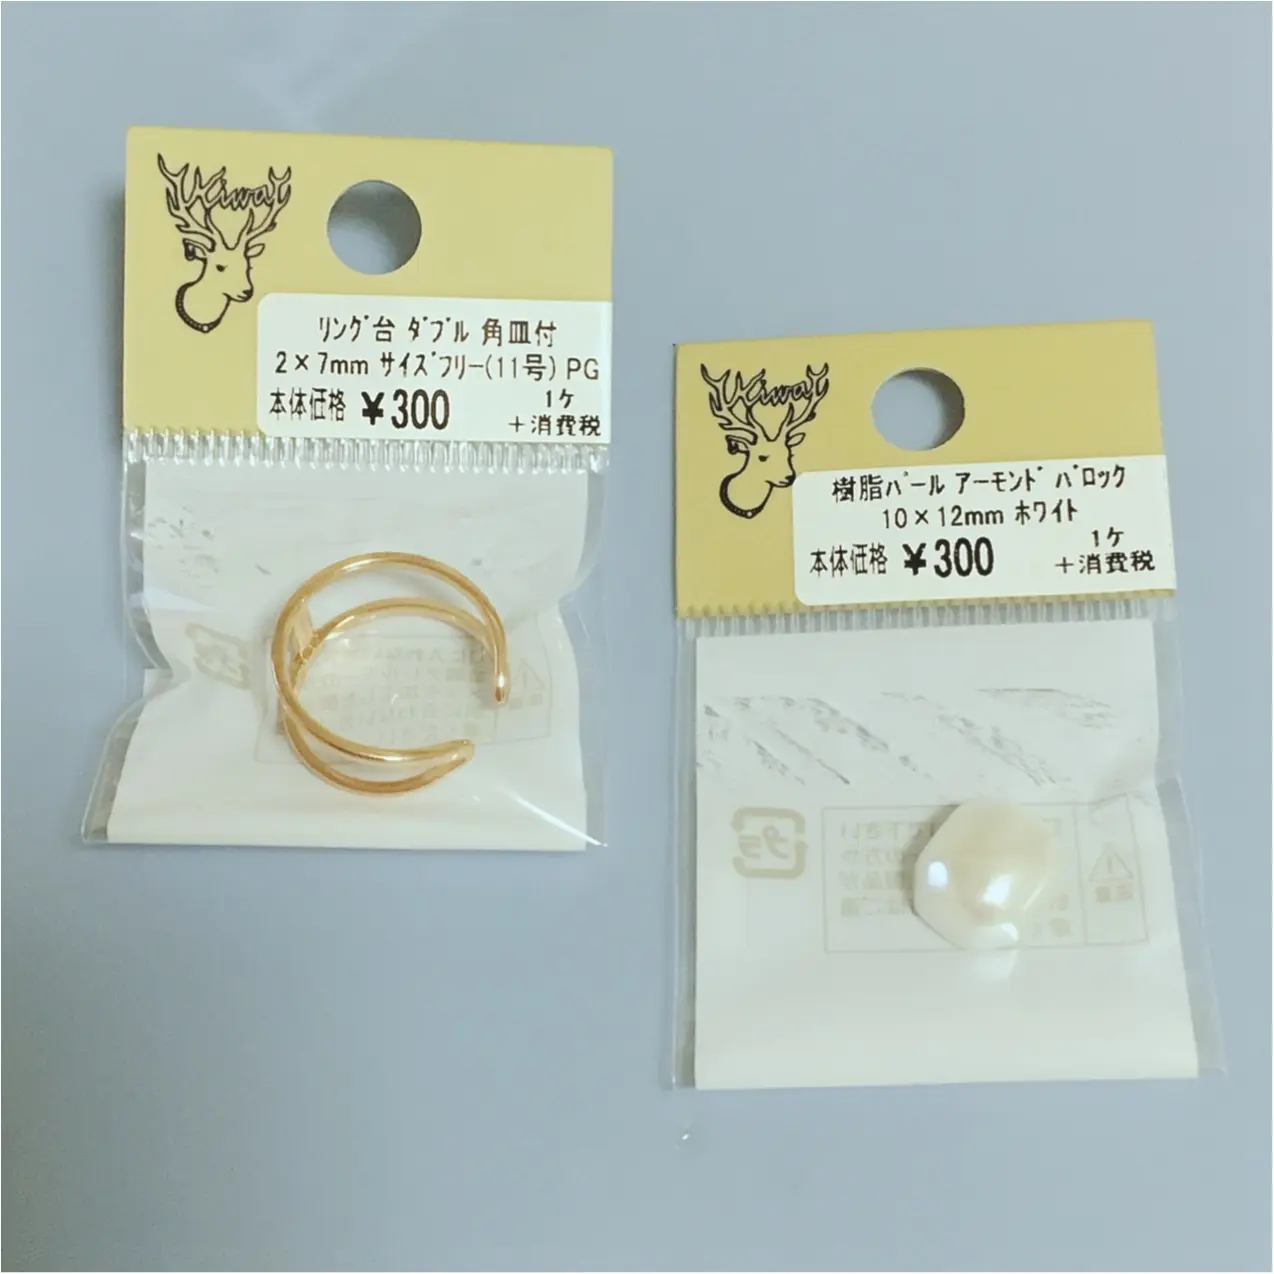 Kiwa
リング台 ダブル 角皿付
2×7mm サイズフリー(11号) PG
本体価格 ¥300 1ケ
+消費税
Kiwa
樹脂パール アーモンド バロック
10×12mm ホワイト
本体価格 ¥300 1ケ
+消費税
プラ